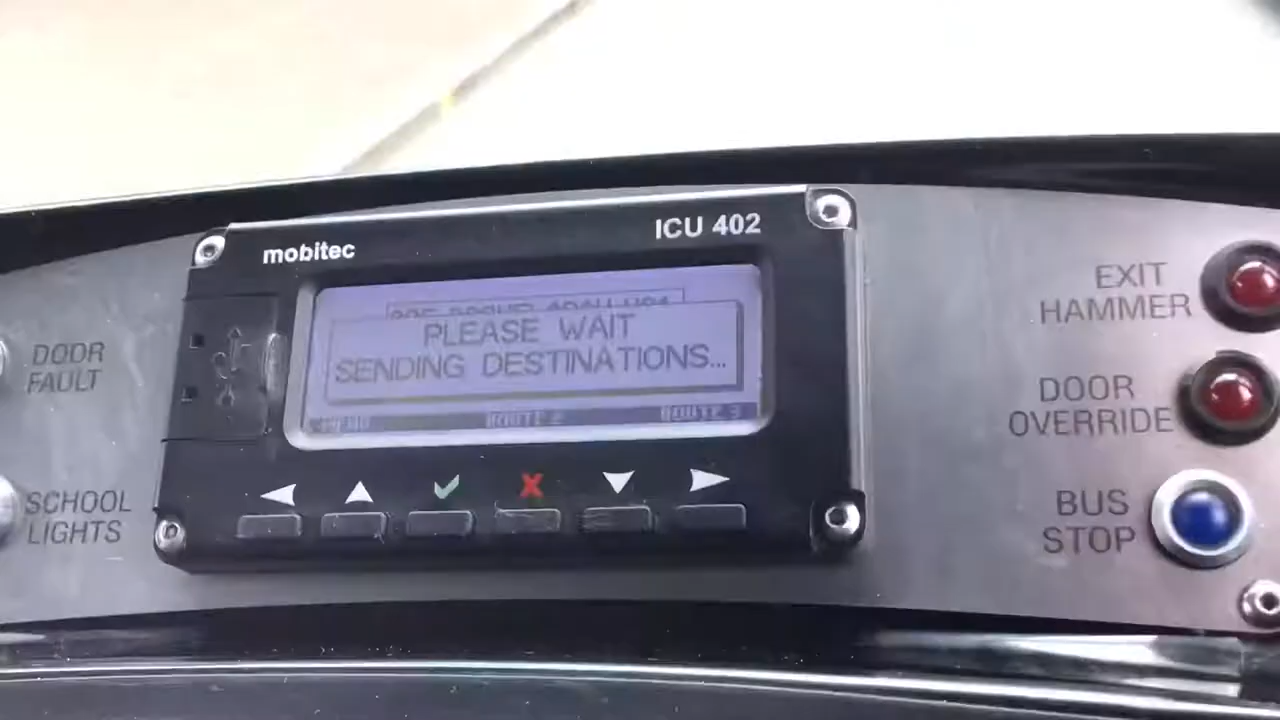 mobitec
ICU 402
PLEASE WAIT
SENDING DESTINATIONS...
MENU
ROUTE 2
ROUTE 3
DOOR
FAULT
SCHOOL
LIGHTS
EXIT
HAMMER
DOOR
OVERRIDE
BUS
STOP